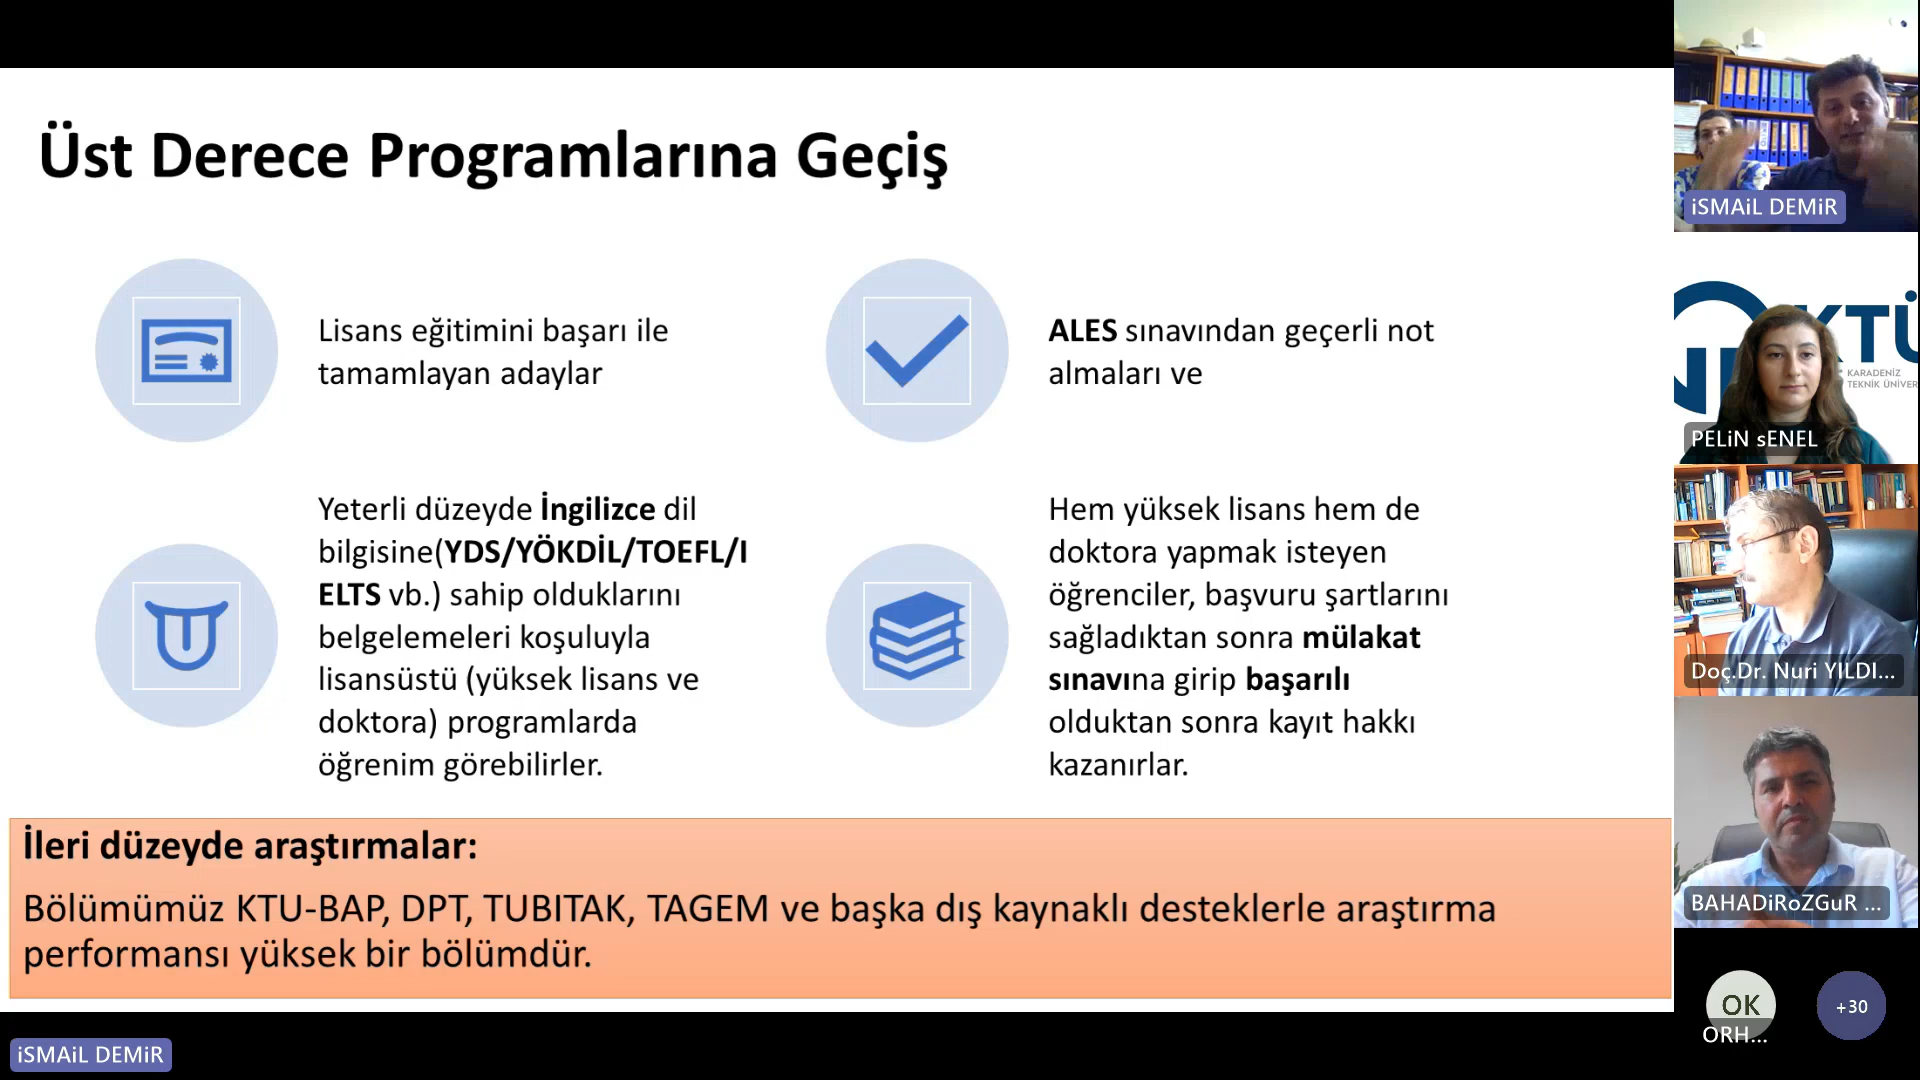 Üst Derece Programlarına Geçiş
Lisans eğitimini başarı ile
tamamlayan adaylar
ALES sınavından geçerli not
almaları ve
Yeterli düzeyde İngilizce dil
bilgisine(YDS/YÖKDİL/TOEFL/I
ELTS vb.) sahip olduklarını
belgelemeleri koşuluyla
lisansüstü (yüksek lisans ve
doktora) programlarda
öğrenim görebilirler.
Hem yüksek lisans hem de
doktora yapmak isteyen
öğrenciler, başvuru şartlarını
sağladıktan sonra mülakat
sınavına girip başarılı
olduktan sonra kayıt hakkı
kazanırlar.
İleri düzeyde araştırmalar:
Bölümümüz KTU-BAP, DPT, TUBITAK, TAGEM ve başka dış kaynaklı desteklerle araştırma
performansı yüksek bir bölümdür.
iSMAiL DEMiR
iSMAiL DEMiR
KTÜ
KARADENİZ
TEKNİK ÜNİVER
PELiN sENEL
Doç.Dr. Nuri YILDI...
BAHADiRoZGuR ...
OK
ORH...
+30